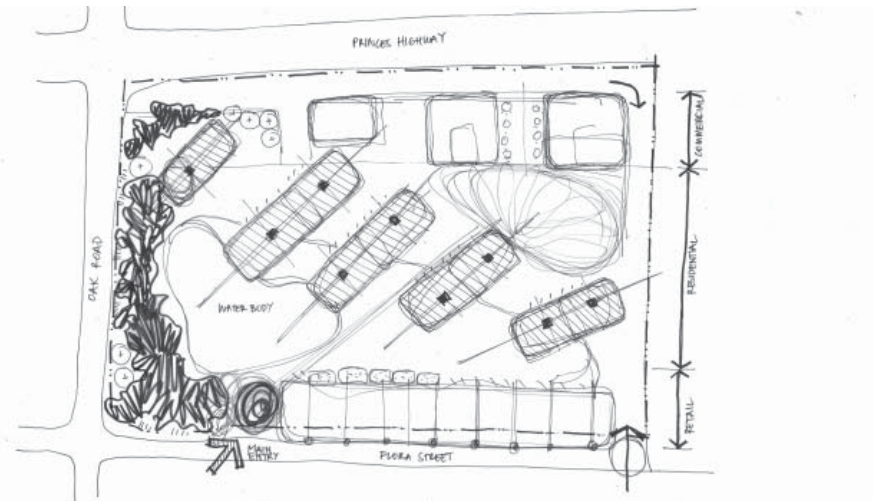 PRINCES HIGHWAY
COMMERCIAL
OAK ROAD
RESIDENTIAL
WATER BODY
RETAIL
MAIN
ENTRY
FLORA STREET